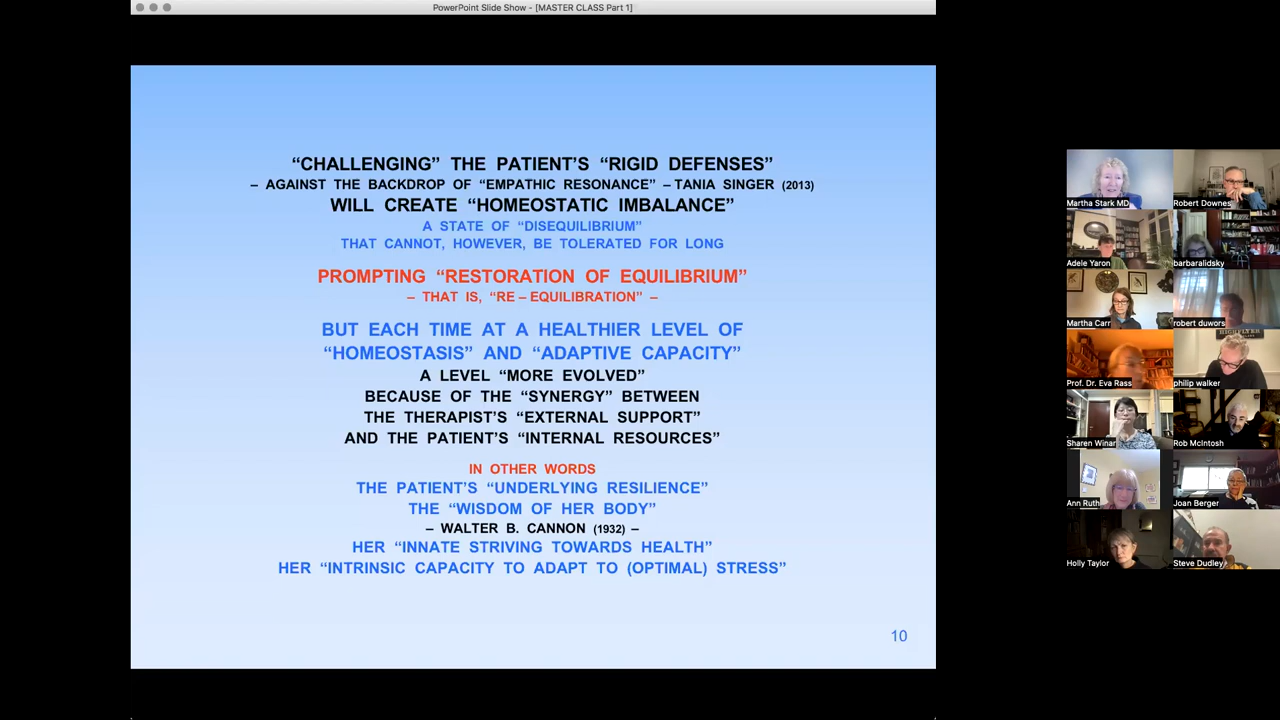 PowerPoint Slide Show - [MASTER CLASS Part 1]
“CHALLENGING” THE PATIENT’S “RIGID DEFENSES”
– AGAINST THE BACKDROP OF “EMPATHIC RESONANCE” – TANIA SINGER (2013)
WILL CREATE “HOMEOSTATIC IMBALANCE”
A STATE OF “DISEQUILIBRIUM”
THAT CANNOT, HOWEVER, BE TOLERATED FOR LONG
PROMPTING “RESTORATION OF EQUILIBRIUM”
– THAT IS, “RE – EQUILIBRATION” –
BUT EACH TIME AT A HEALTHIER LEVEL OF
“HOMEOSTASIS” AND “ADAPTIVE CAPACITY”
A LEVEL “MORE EVOLVED”
BECAUSE OF THE “SYNERGY” BETWEEN
THE THERAPIST’S “EXTERNAL SUPPORT”
AND THE PATIENT’S “INTERNAL RESOURCES”
IN OTHER WORDS
THE PATIENT’S “UNDERLYING RESILIENCE”
THE “WISDOM OF HER BODY”
– WALTER B. CANNON (1932) –
HER “INNATE STRIVING TOWARDS HEALTH”
HER “INTRINSIC CAPACITY TO ADAPT TO (OPTIMAL) STRESS”
10
Martha Stark MD
Robert Downes
Adele Yaron
barbaralidsky
Martha Carr
robert duwors
Prof. Dr. Eva Rass
philip walker
Sharen Winar
Rob McIntosh
Ann Ruth
Joan Berger
Holly Taylor
Steve Dudley